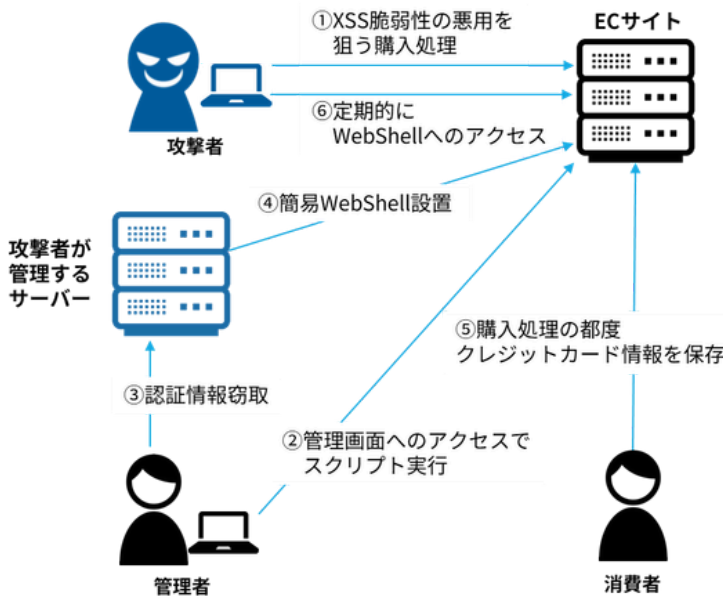 ①XSS脆弱性の悪用を
狙う購入処理
ECサイト
⑥定期的に
WebShellへのアクセス
攻撃者
④簡易WebShell設置
攻撃者が
管理する
サーバー
⑤購入処理の都度
クレジットカード情報を保存
③認証情報窃取
②管理画面へのアクセスで
スクリプト実行
管理者
消費者